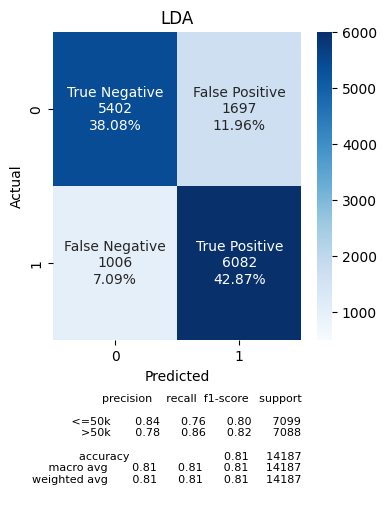 LDA
True Negative
5402
38.08%
False Positive
1697
11.96%
False Negative
1006
7.09%
True Positive
6082
42.87%
0
1
Actual
0 1
Predicted
6000
5000
4000
3000
2000
1000
precision recall f1-score support
<=50k 0.84 0.76 0.80 7099
>50k 0.78 0.86 0.82 7088
accuracy 0.81 14187
macro avg 0.81 0.81 0.81 14187
weighted avg 0.81 0.81 0.81 14187